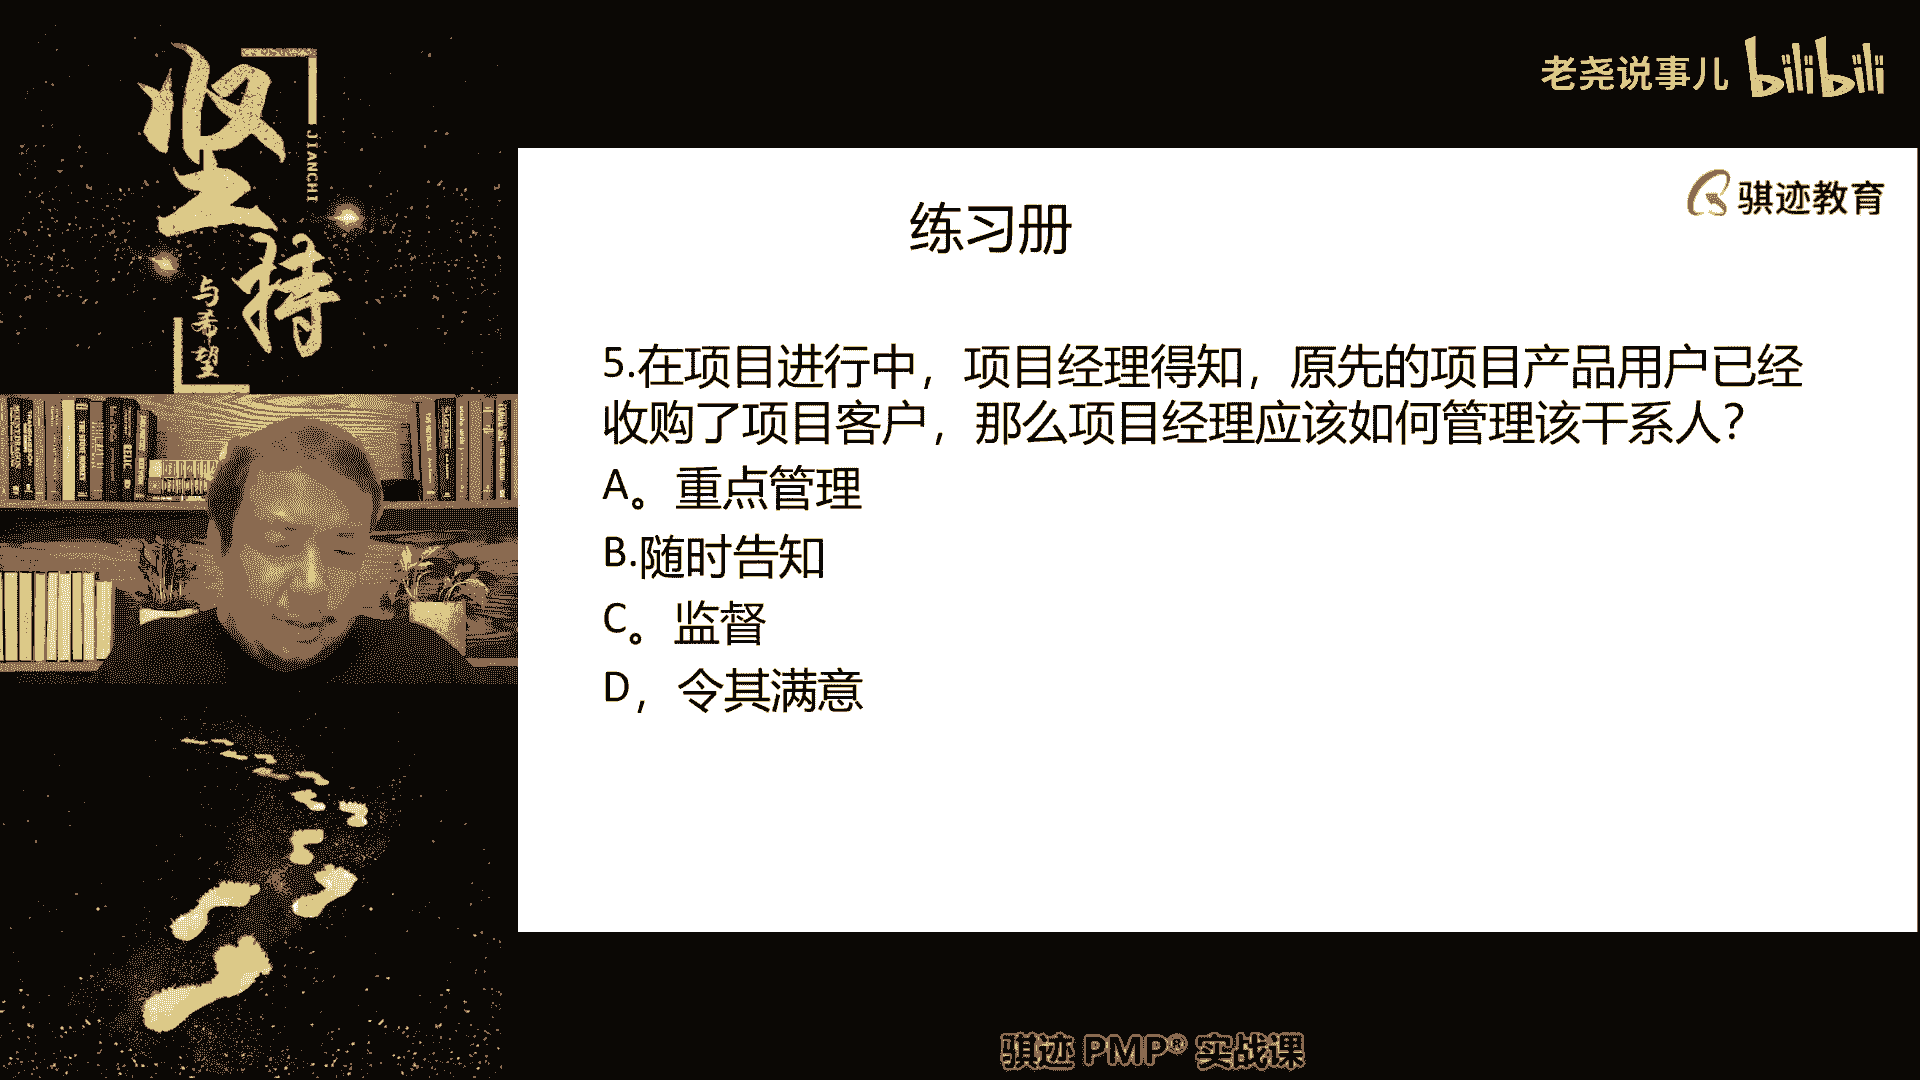 坚持
JIANCHI
与希望
老尧说事儿 bilibili
骐迹教育
练习册
5.在项目进行中，项目经理得知，原先的项目产品用户已经
收购了项目客户，那么项目经理应该如何管理该干系人？
A。重点管理
B.随时告知
C。监督
D，令其满意
骐迹 PMP® 实战课